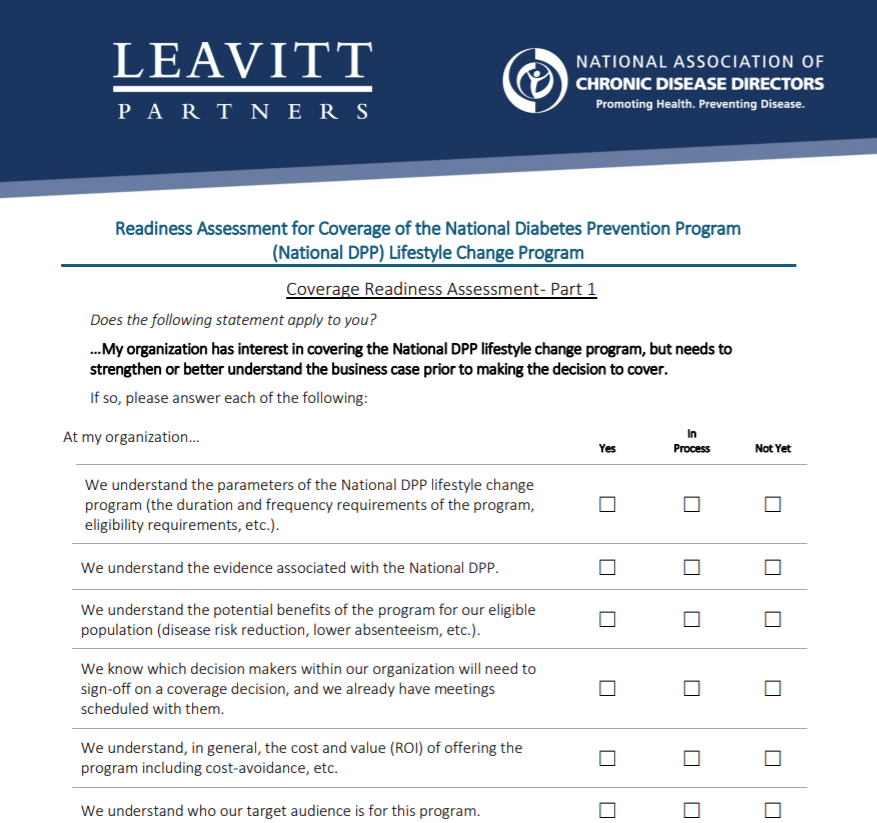 LEAVITT
PARTNERS
NATIONAL ASSOCIATION OF
CHRONIC DISEASE DIRECTORS
Promoting Health. Preventing Disease.
Readiness Assessment for Coverage of the National Diabetes Prevention Program
(National DPP) Lifestyle Change Program
Coverage Readiness Assessment- Part 1
Does the following statement apply to you?
...My organization has interest in covering the National DPP lifestyle change program, but needs to
strengthen or better understand the business case prior to making the decision to cover.
If so, please answer each of the following:
At my organization...
Yes
In
Process
Not Yet
We understand the parameters of the National DPP lifestyle change
program (the duration and frequency requirements of the program,
eligibility requirements, etc.).
☐ ☐ ☐
We understand the evidence associated with the National DPP.
☐ ☐ ☐
We understand the potential benefits of the program for our eligible
population (disease risk reduction, lower absenteeism, etc.).
☐ ☐ ☐
We know which decision makers within our organization will need to
sign-off on a coverage decision, and we already have meetings
scheduled with them.
☐ ☐ ☐
We understand, in general, the cost and value (ROI) of offering the
program including cost-avoidance, etc.
☐ ☐ ☐
We understand who our target audience is for this program.
☐ ☐ ☐